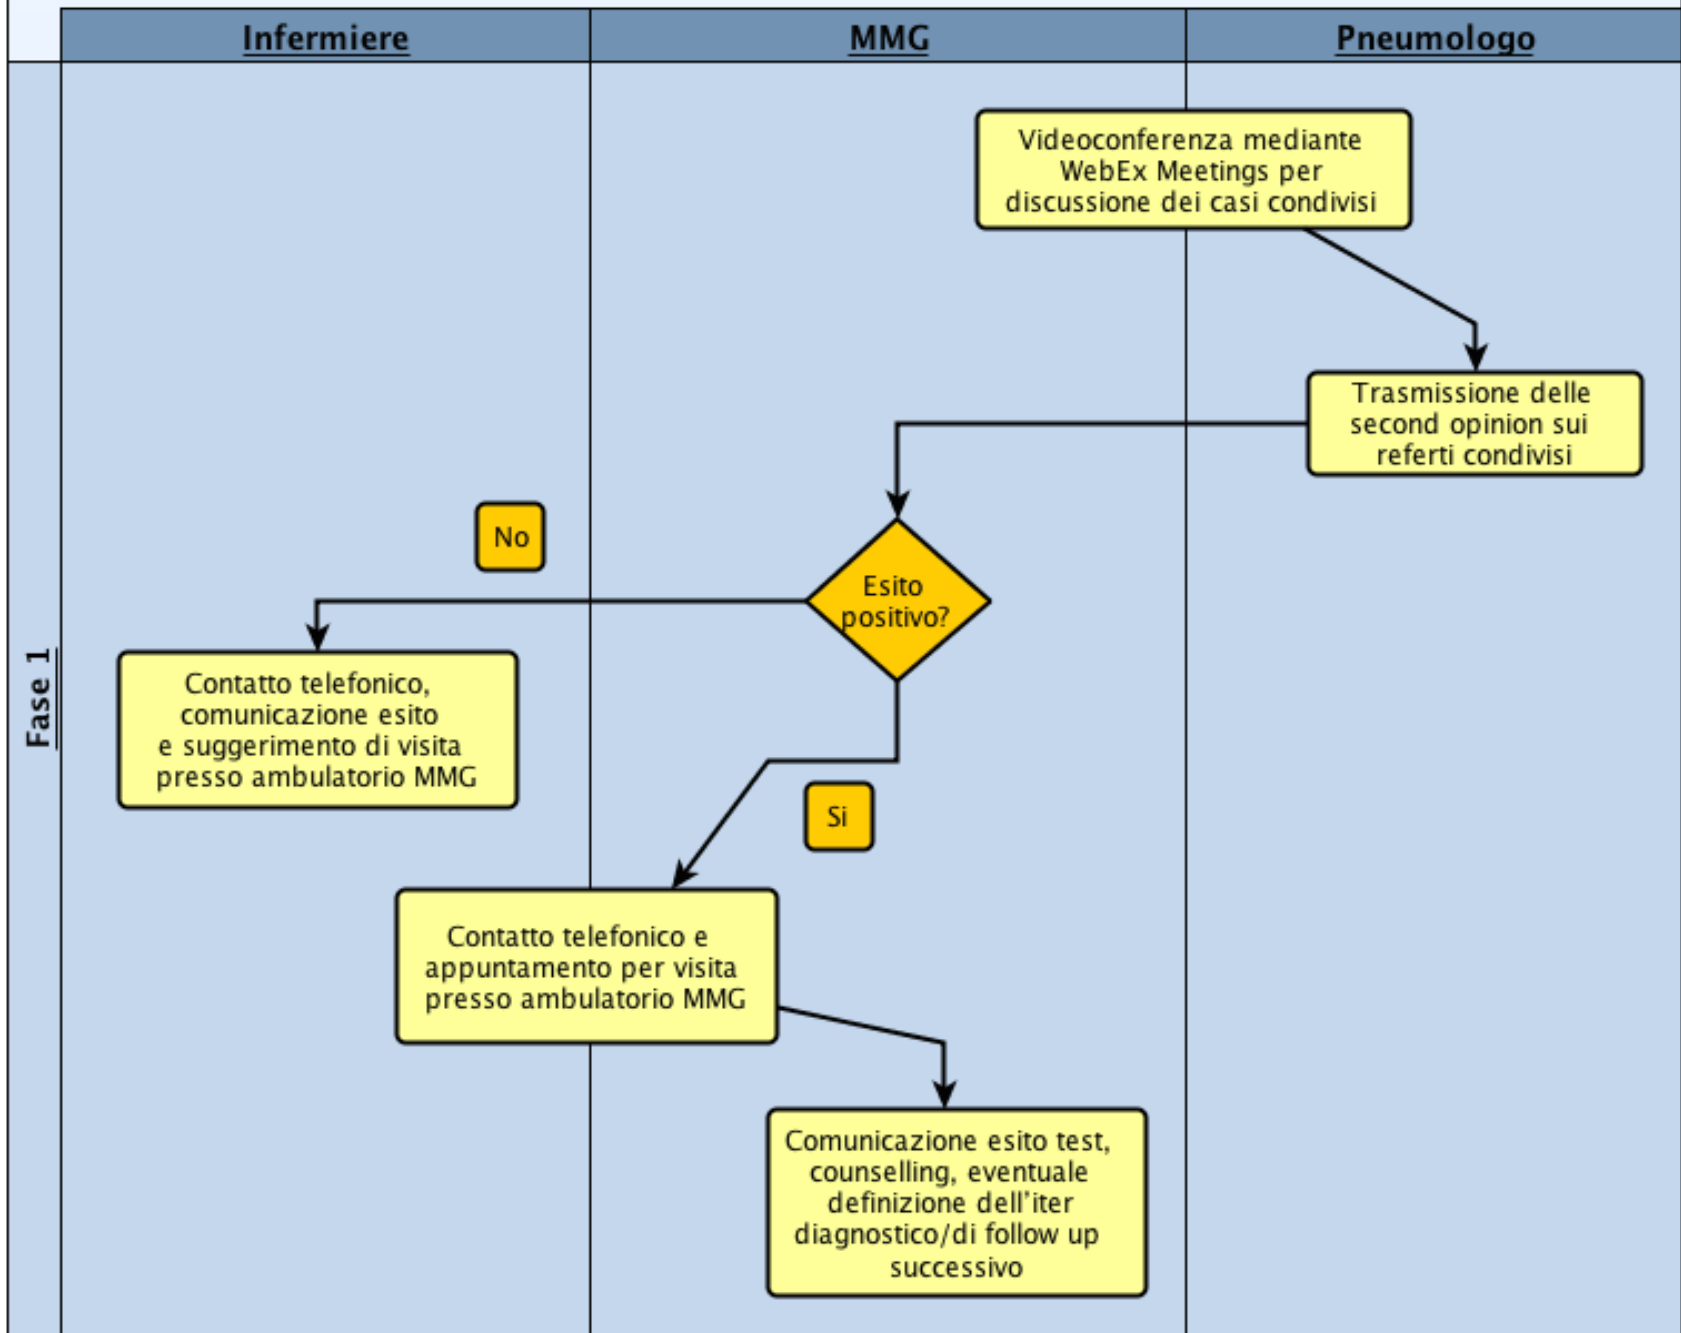 Infermiere
MMG
Pneumologo
Fase 1
Videoconferenza mediante
WebEx Meetings per
discussione dei casi condivisi
Trasmissione delle
second opinion sui
referti condivisi
No
Esito
positivo?
Contatto telefonico,
comunicazione esito
e suggerimento di visita
presso ambulatorio MMG
Si
Contatto telefonico e
appuntamento per visita
presso ambulatorio MMG
Comunicazione esito test,
counselling, eventuale
definizione dell'iter
diagnostico/di follow up
successivo